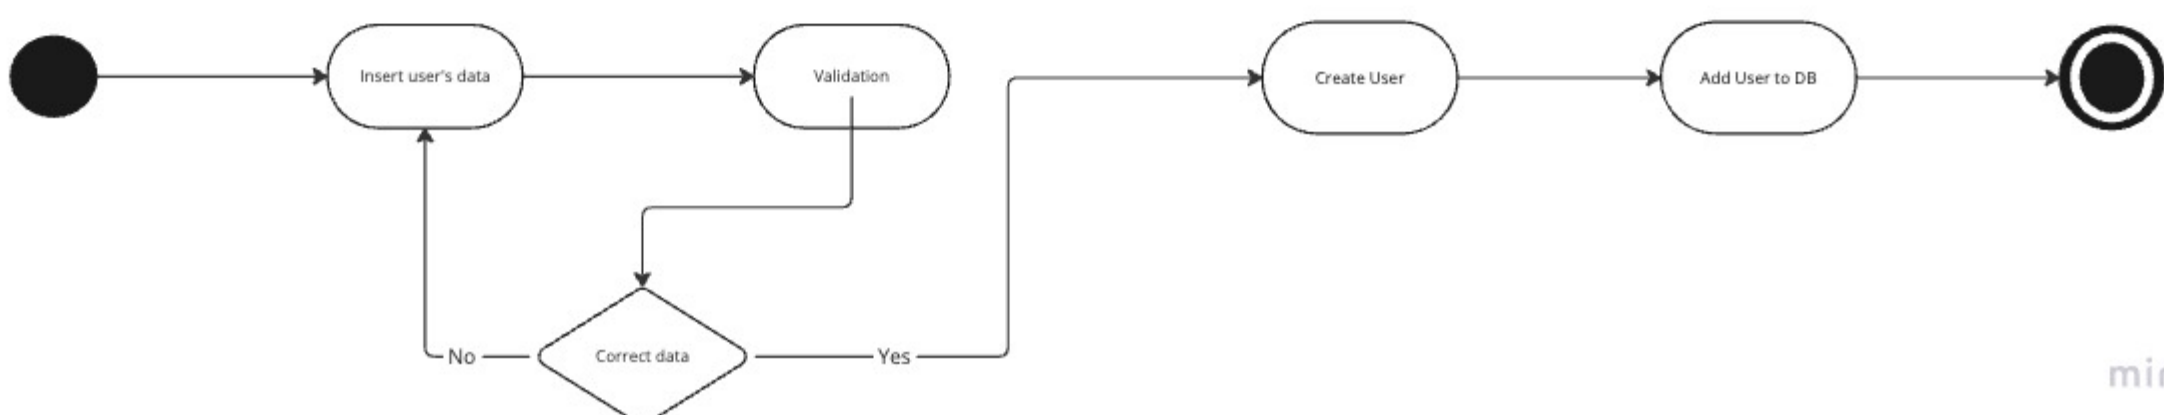 Insert user's data
Validation
Create User
Add User to DB
No
Correct data
Yes